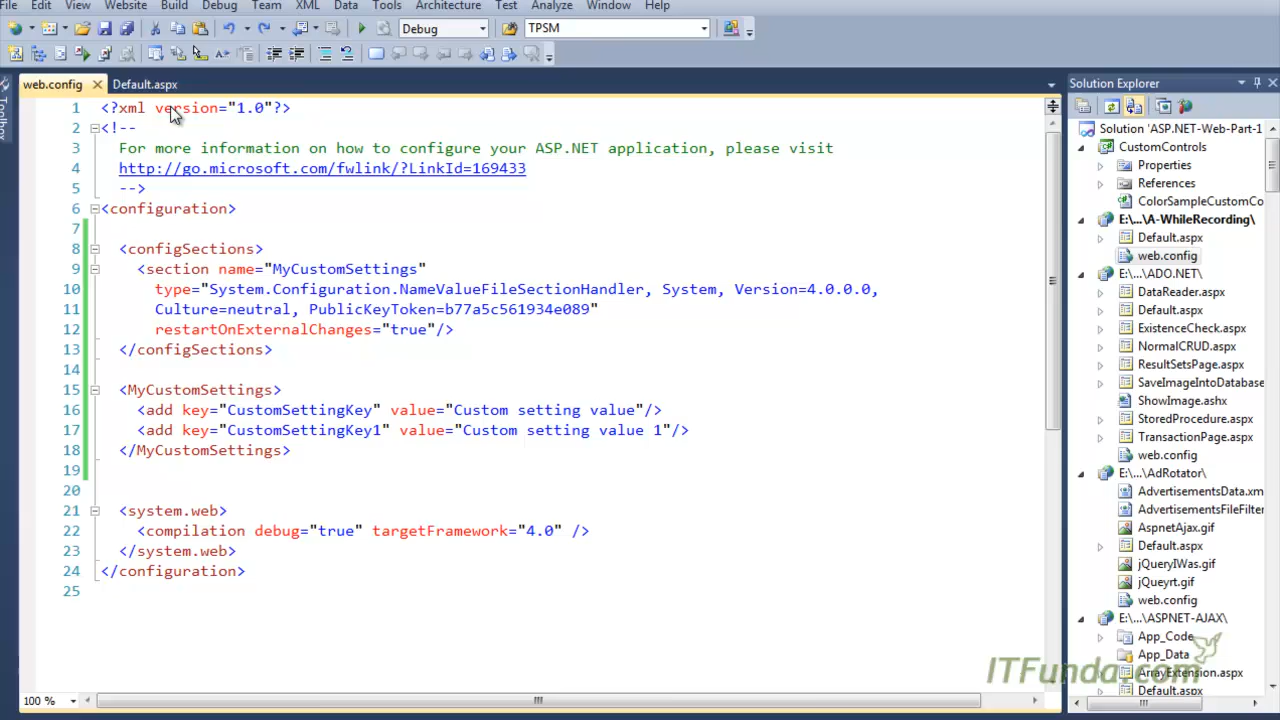 File Edit View Website Build Debug Team XML Data Tools Architecture Test Analyze Window Help
Debug TPSM
web.config Default.aspx
Toolbox
1 <?xml version="1.0"?>
2 <!--
3 For more information on how to configure your ASP.NET application, please visit
4 http://go.microsoft.com/fwlink/?LinkId=169433
5 -->
6 <configuration>
7
8 <configSections>
9 <section name="MyCustomSettings"
10 type="System.Configuration.NameValueFileSectionHandler, System, Version=4.0.0.0,
11 Culture=neutral, PublicKeyToken=b77a5c561934e089"
12 restartOnExternalChanges="true"/>
13 </configSections>
14
15 <MyCustomSettings>
16 <add key="CustomSettingKey" value="Custom setting value"/>
17 <add key="CustomSettingKey1" value="Custom setting value 1"/>
18 </MyCustomSettings>
19
20
21 <system.web>
22 <compilation debug="true" targetFramework="4.0" />
23 </system.web>
24 </configuration>
25
100 %
Solution Explorer
Solution 'ASP.NET-Web-Part-1
CustomControls
Properties
References
ColorSampleCustomCo
E:\...\A-WhileRecording\
Default.aspx
web.config
E:\...\ADO.NET\
DataReader.aspx
Default.aspx
ExistenceCheck.aspx
NormalCRUD.aspx
ResultSetsPage.aspx
SaveImageIntoDatabase
ShowImage.ashx
StoredProcedure.aspx
TransactionPage.aspx
web.config
E:\...\AdRotator\
AdvertisementsData.xm
AdvertisementsFileFilter
AspnetAjax.gif
Default.aspx
jQueryIWas.gif
jQueryrt.gif
web.config
E:\...\ASPNET-AJAX\
App_Code
App_Data
ArrayExtension.aspx
Default.aspx
ITFunda.com